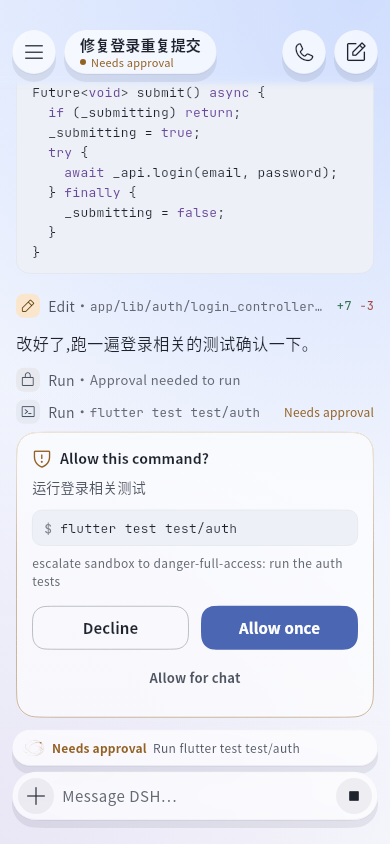 修复登录重复提交
Needs approval
Future<void> submit() async {
  if (_submitting) return;
  _submitting = true;
  try {
    await _api.login(email, password);
  } finally {
    _submitting = false;
  }
}
Edit • app/lib/auth/login_controller… +7 -3
改好了,跑一遍登录相关的测试确认一下。
Run • Approval needed to run
Run • flutter test test/auth Needs approval
Allow this command?
运行登录相关测试
$ flutter test test/auth
escalate sandbox to danger-full-access: run the auth
tests
Decline Allow once
Allow for chat
Needs approval Run flutter test test/auth
Message DSH…